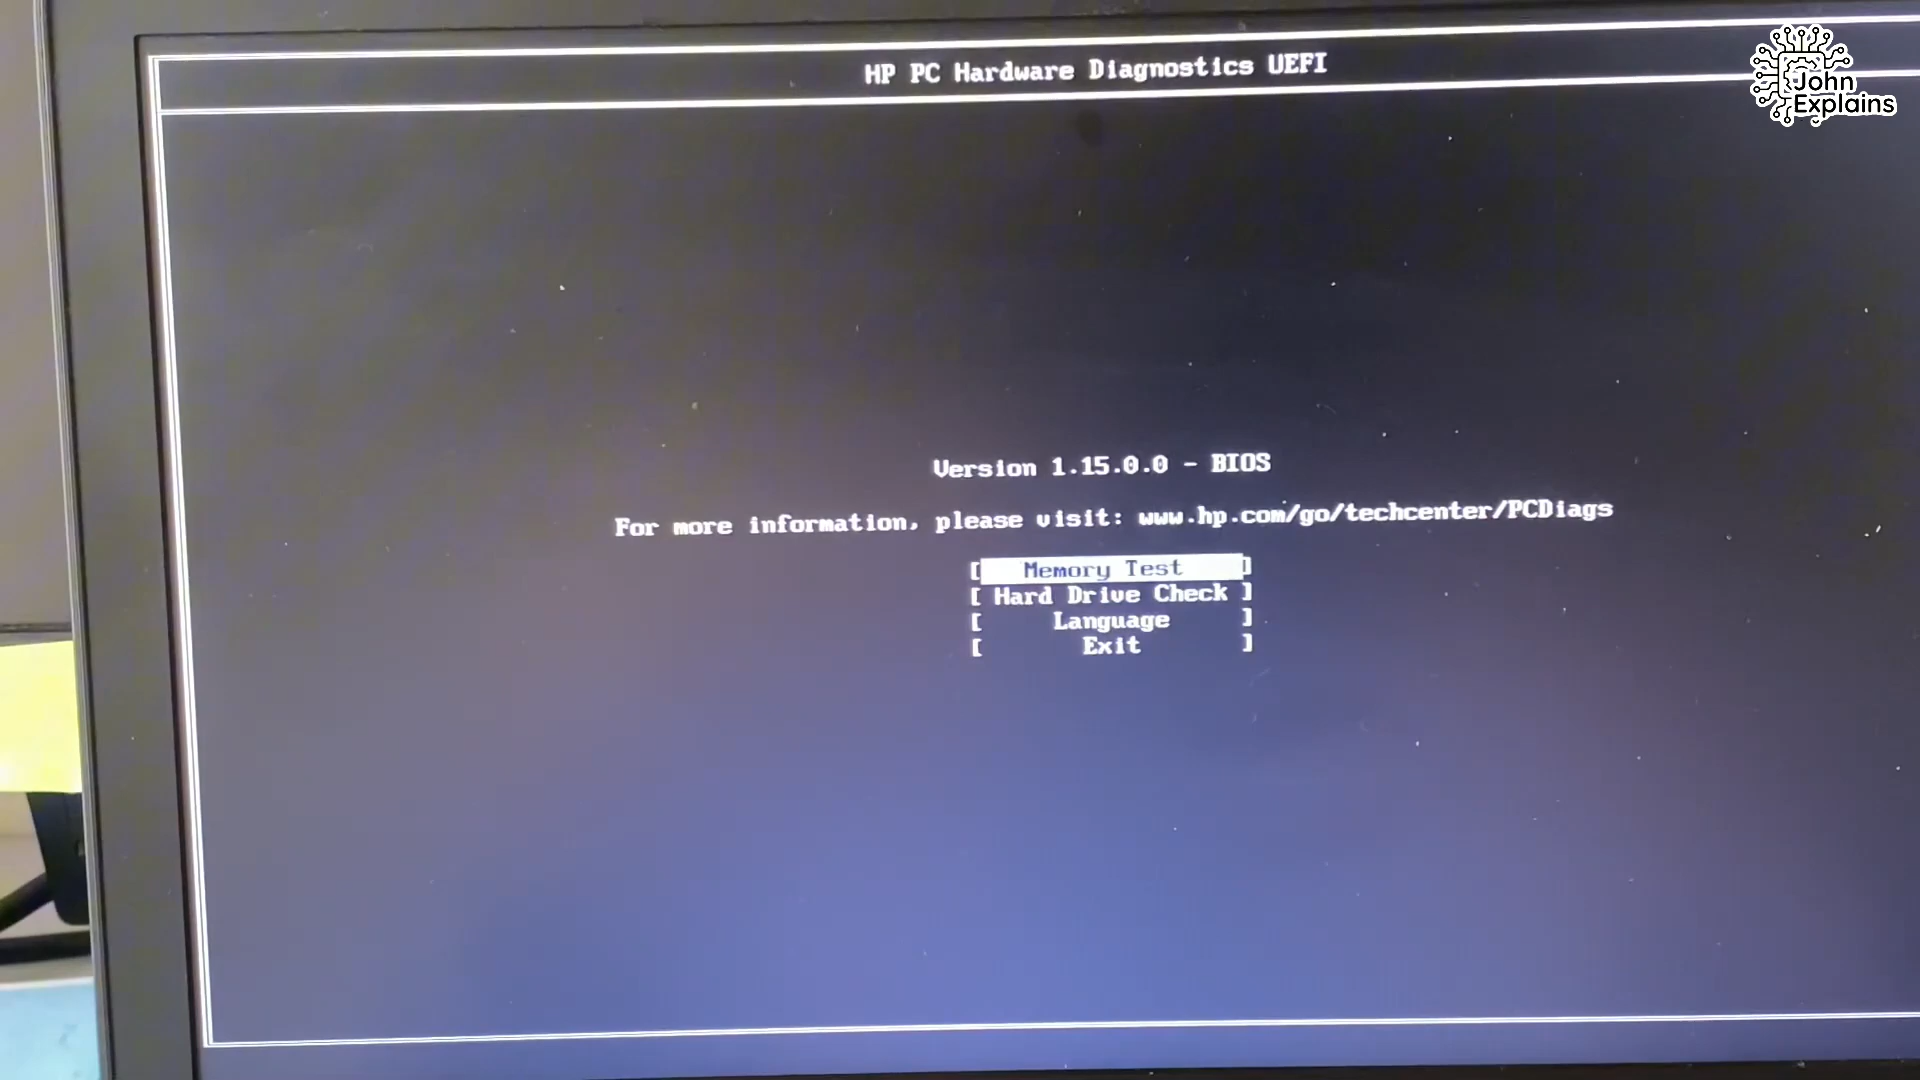 HP PC Hardware Diagnostics UEFI
John
Explains
Version 1.15.0.0 - BIOS
For more information, please visit: www.hp.com/go/techcenter/PCDiags
[ Memory Test ]
[ Hard Drive Check ]
[ Language ]
[ Exit ]